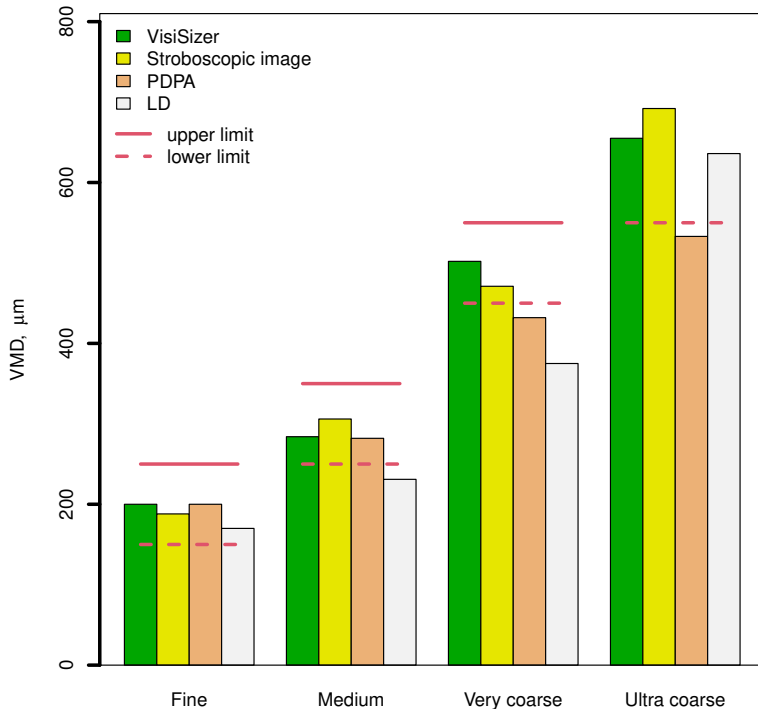 VisiSizer
Stroboscopic image
PDPA
LD
upper limit
lower limit
VMD, μm
800
600
400
200
0
Fine
Medium
Very coarse
Ultra coarse